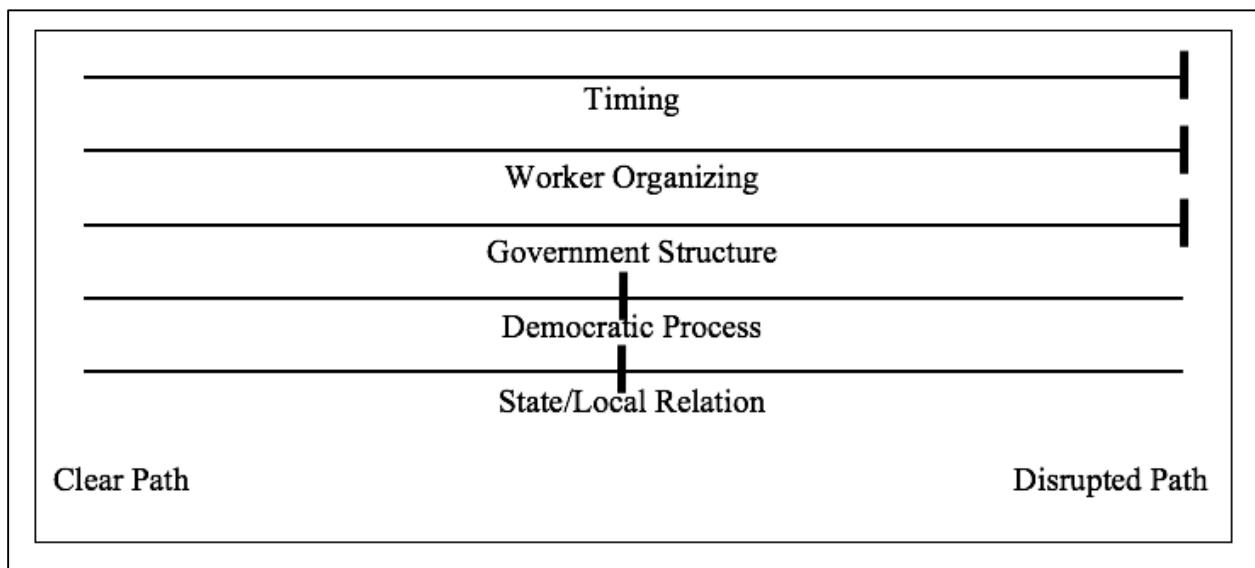 Timing
Worker Organizing
Government Structure
Democratic Process
State/Local Relation
Clear Path Disrupted Path